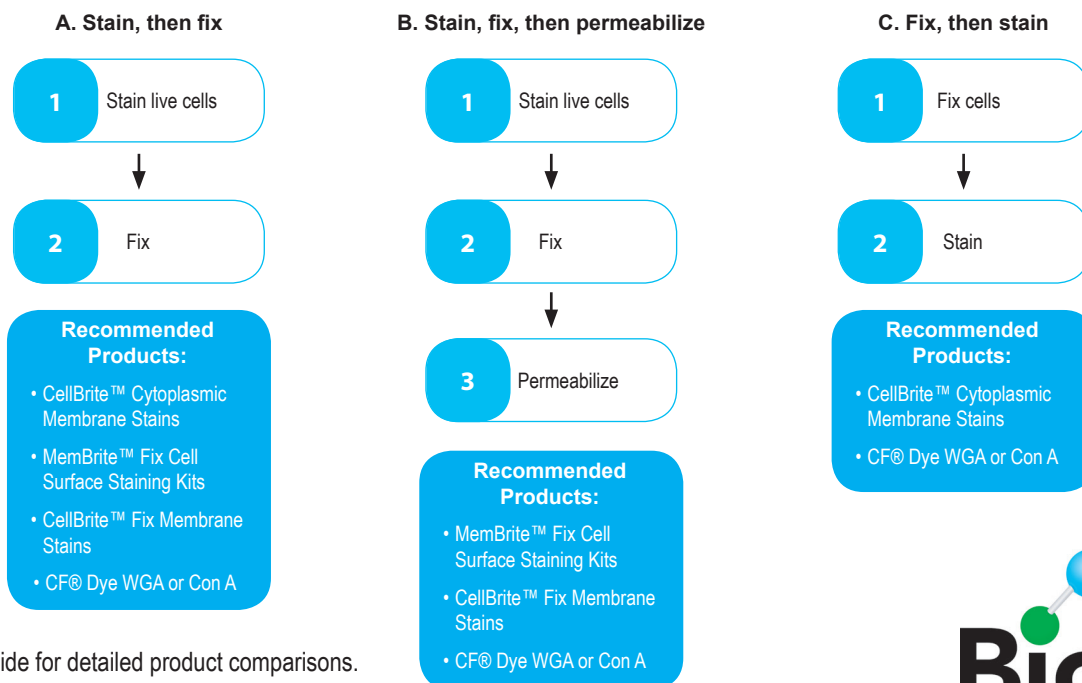 A. Stain, then fix
1 Stain live cells
2 Fix
Recommended
Products:
• CellBrite™ Cytoplasmic
Membrane Stains
• MemBrite™ Fix Cell
Surface Staining Kits
• CellBrite™ Fix Membrane
Stains
• CF® Dye WGA or Con A
B. Stain, fix, then permeabilize
1 Stain live cells
2 Fix
3 Permeabilize
Recommended
Products:
• MemBrite™ Fix Cell
Surface Staining Kits
• CellBrite™ Fix Membrane
Stains
• CF® Dye WGA or Con A
C. Fix, then stain
1 Fix cells
2 Stain
Recommended
Products:
• CellBrite™ Cytoplasmic
Membrane Stains
• CF® Dye WGA or Con A
ide for detailed product comparisons.